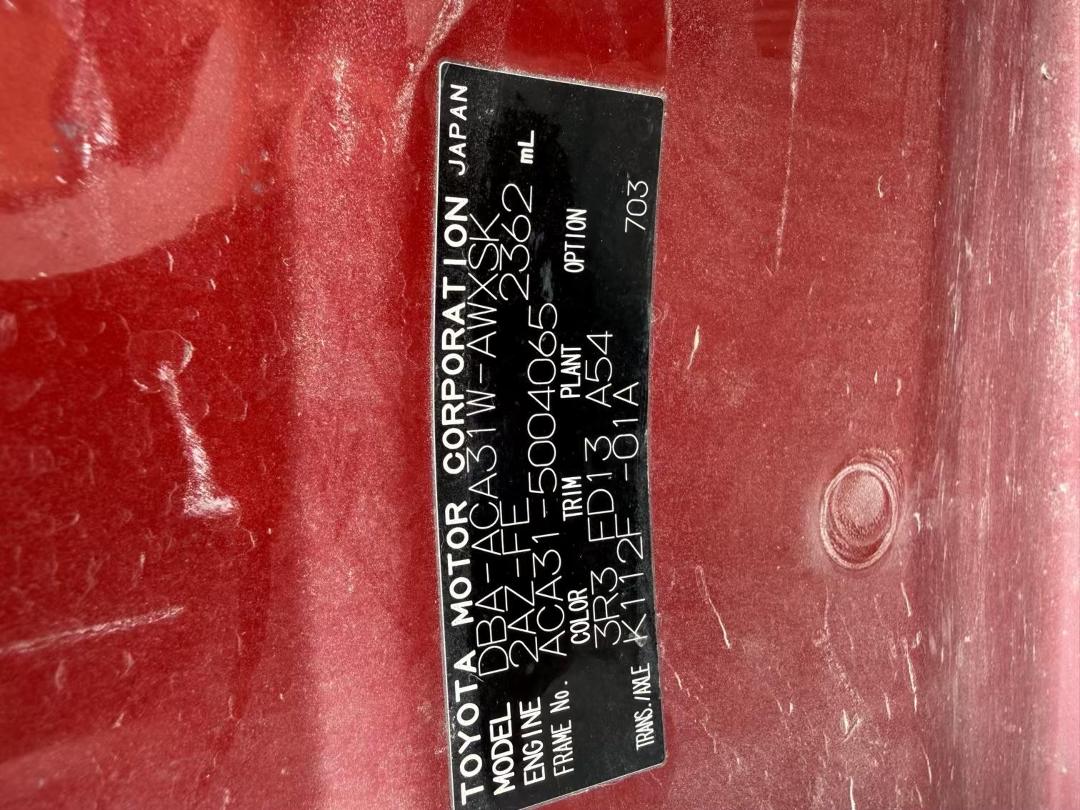 TOYOTA MOTOR CORPORATION JAPAN
MODEL DBA-ACA31W-AWXSK
ENGINE 2AZ-FE 2362 mL
FRAME No. ACA31-5004065
COLOR TRIM PLANT OPTION
3R3 FD13 A54
TRANS./AXLE K112F -01A 703